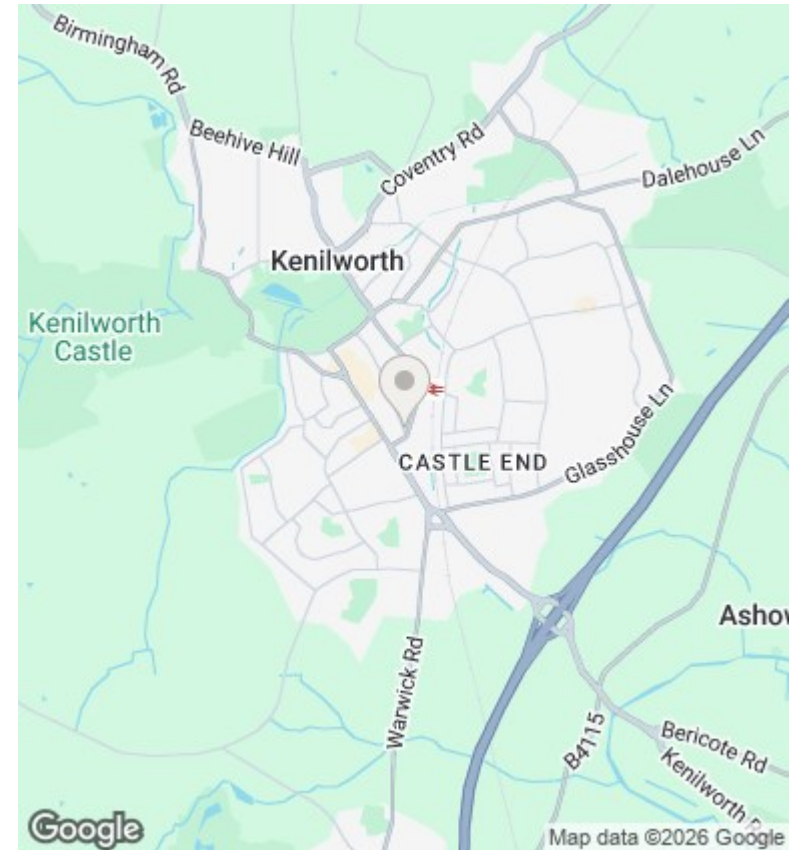 Birmingham Rd
Beehive Hill
Coventry Rd
Dalehouse Ln
Kenilworth
Kenilworth
Castle
CASTLE END
Glasshouse Ln
Ashow
Warwick Rd
B4115
Bericote Rd
Kenilworth R
Google
Map data ©2026 Google